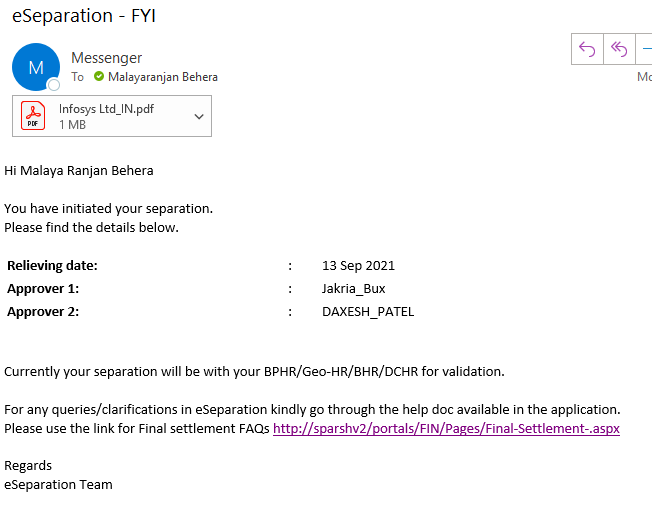 eSeparation - FYI
M
Messenger
To Malayaranjan Behera
Infosys Ltd_IN.pdf
1 MB
PDF
Hi Malaya Ranjan Behera
You have initiated your separation.
Please find the details below.
Relieving date: : 13 Sep 2021
Approver 1: : Jakria_Bux
Approver 2: : DAXESH_PATEL
Currently your separation will be with your BPHR/Geo-HR/BHR/DCHR for validation.
For any queries/clarifications in eSeparation kindly go through the help doc available in the application.
Please use the link for Final settlement FAQs http://sparshv2/portals/FIN/Pages/Final-Settlement-.aspx
Regards
eSeparation Team